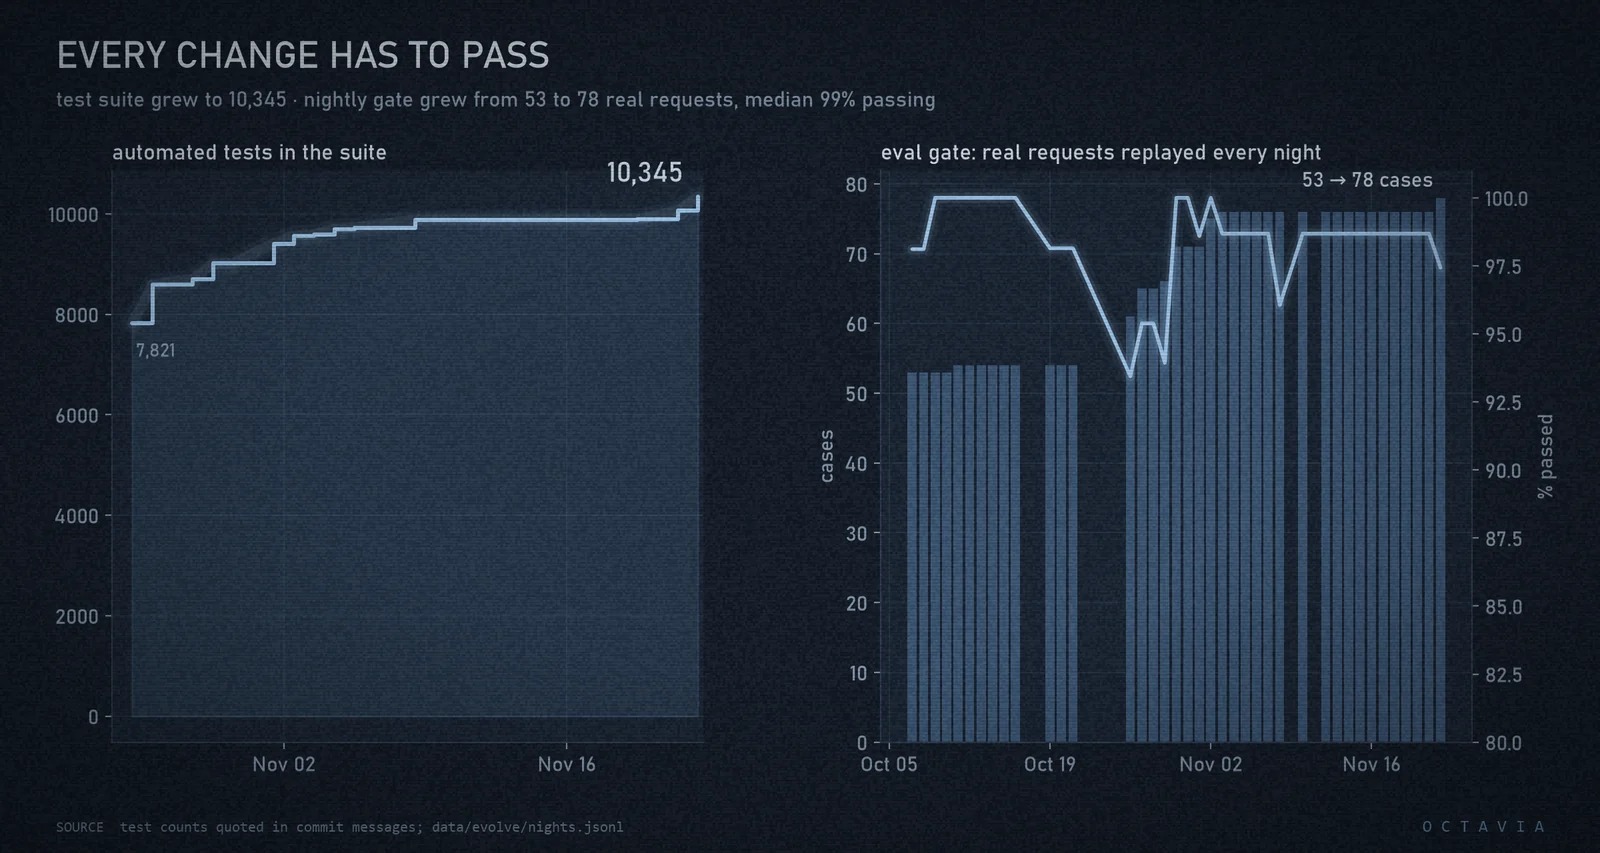 EVERY CHANGE HAS TO PASS
test suite grew to 10,345 · nightly gate grew from 53 to 78 real requests, median 99% passing
automated tests in the suite
10,345
10000
8000
7,821
6000
4000
2000
0
Nov 02
Nov 16
eval gate: real requests replayed every night
53 → 78 cases
cases
80
70
60
50
40
30
20
10
0
Oct 05
Oct 19
Nov 02
Nov 16
100.0
97.5
95.0
92.5
90.0
87.5
85.0
82.5
80.0
% passed
SOURCE test counts quoted in commit messages; data/evolve/nights.jsonl
OCTAVIA